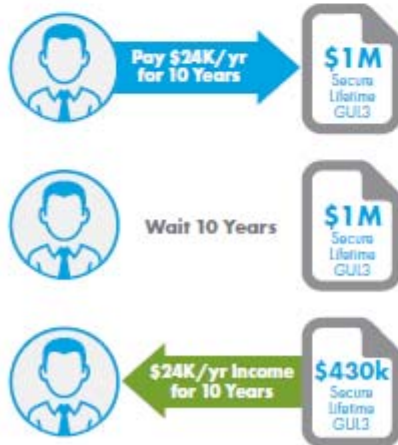 Pay $24K/yr
for 10 Years
$1M
Secure
Lifetime
GUL3
Wait 10 Years
$1M
Secure
Lifetime
GUL3
$24K/yr Income
for 10 Years
$430k
Secure
Lifetime
GUL3